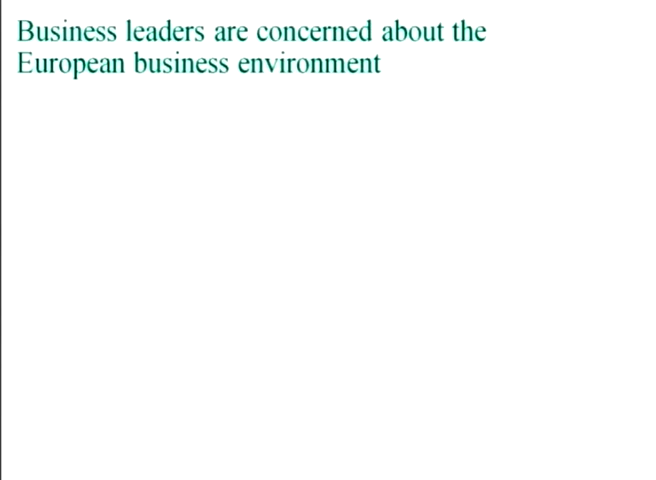 Business leaders are concerned about the
European business environment